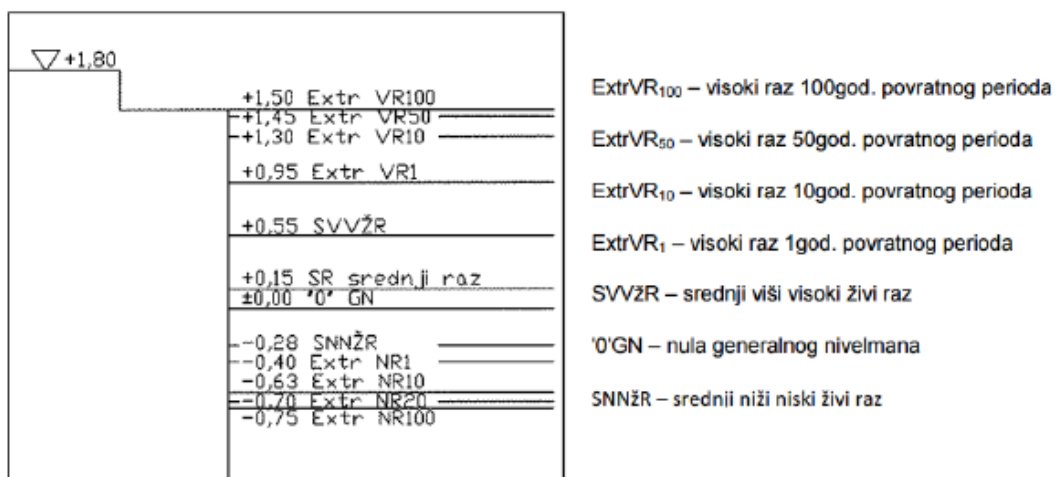 +1,80
+1,50 Extr VR100
+1,45 Extr VR50
+1,30 Extr VR10
+0,95 Extr VR1
+0,55 SVVŽR
+0,15 SR srednji raz
±0,00 "0" GN
-0,28 SNNŽR
-0,40 Extr NR1
-0,63 Extr NR10
-0,70 Extr NR20
-0,75 Extr NR100
ExtrVR₁₀₀ – visoki raz 100god. povratnog perioda
ExtrVR₅₀ – visoki raz 50god. povratnog perioda
ExtrVR₁₀ – visoki raz 10god. povratnog perioda
ExtrVR₁ – visoki raz 1god. povratnog perioda
SVVŽR – srednji viši visoki živi raz
'0'GN – nula generalnog nivelmana
SNNŽR – srednji niži niski živi raz